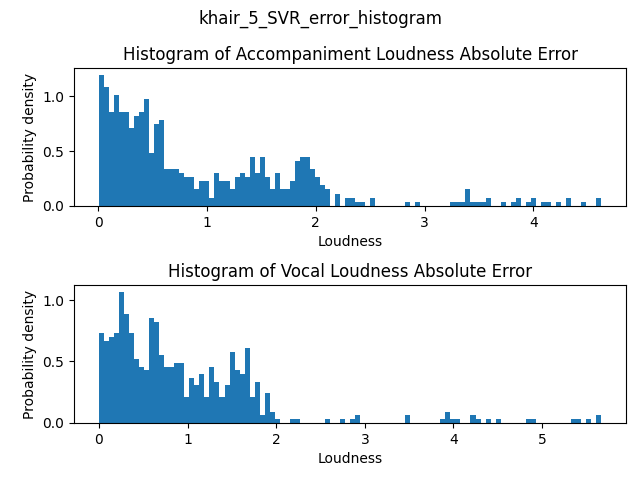 khair_5_SVR_error_histogram
Histogram of Accompaniment Loudness Absolute Error
Probability density
1.0
0.5
0.0
0 1 2 3 4
Loudness
Histogram of Vocal Loudness Absolute Error
Probability density
1.0
0.5
0.0
0 1 2 3 4 5
Loudness